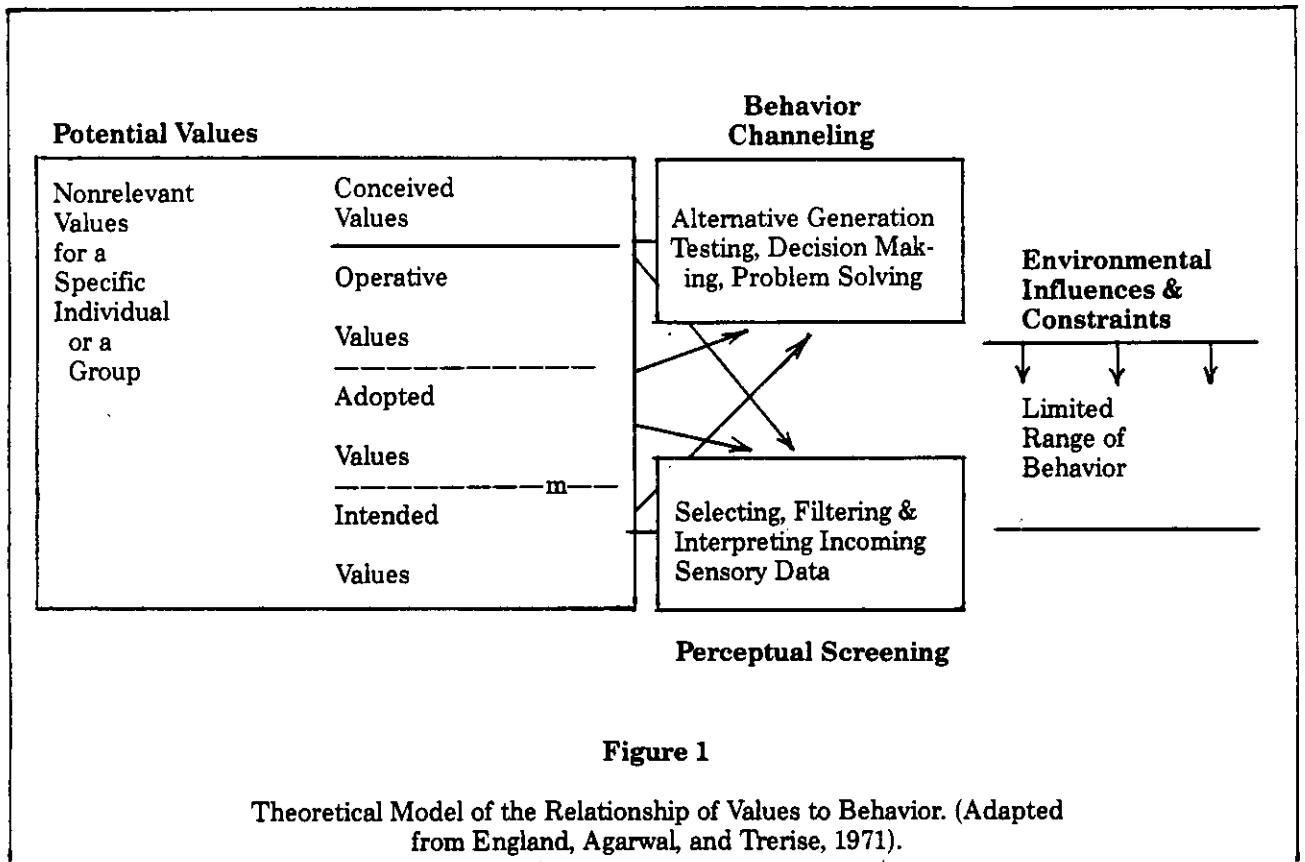 Potential Values
Nonrelevant
Values
for a
Specific
Individual
or a
Group
Conceived
Values
Operative
Values
Adopted
Values
m
Intended
Values
Behavior
Channeling
Alternative Generation
Testing, Decision Mak-
ing, Problem Solving
Selecting, Filtering &
Interpreting Incoming
Sensory Data
Perceptual Screening
Environmental
Influences &
Constraints
Limited
Range of
Behavior
Figure 1
Theoretical Model of the Relationship of Values to Behavior. (Adapted
from England, Agarwal, and Trerise, 1971).